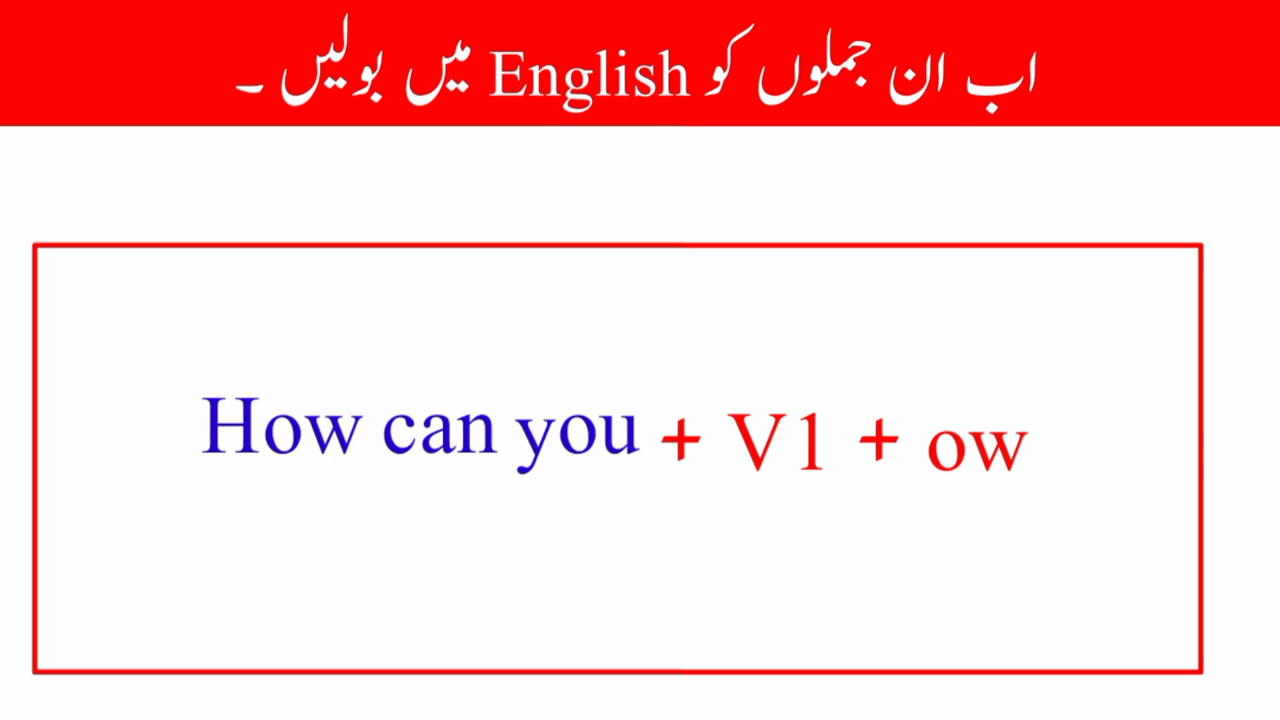 اب ان جملوں کو English میں بولیں ۔
How can you + V1 + ow